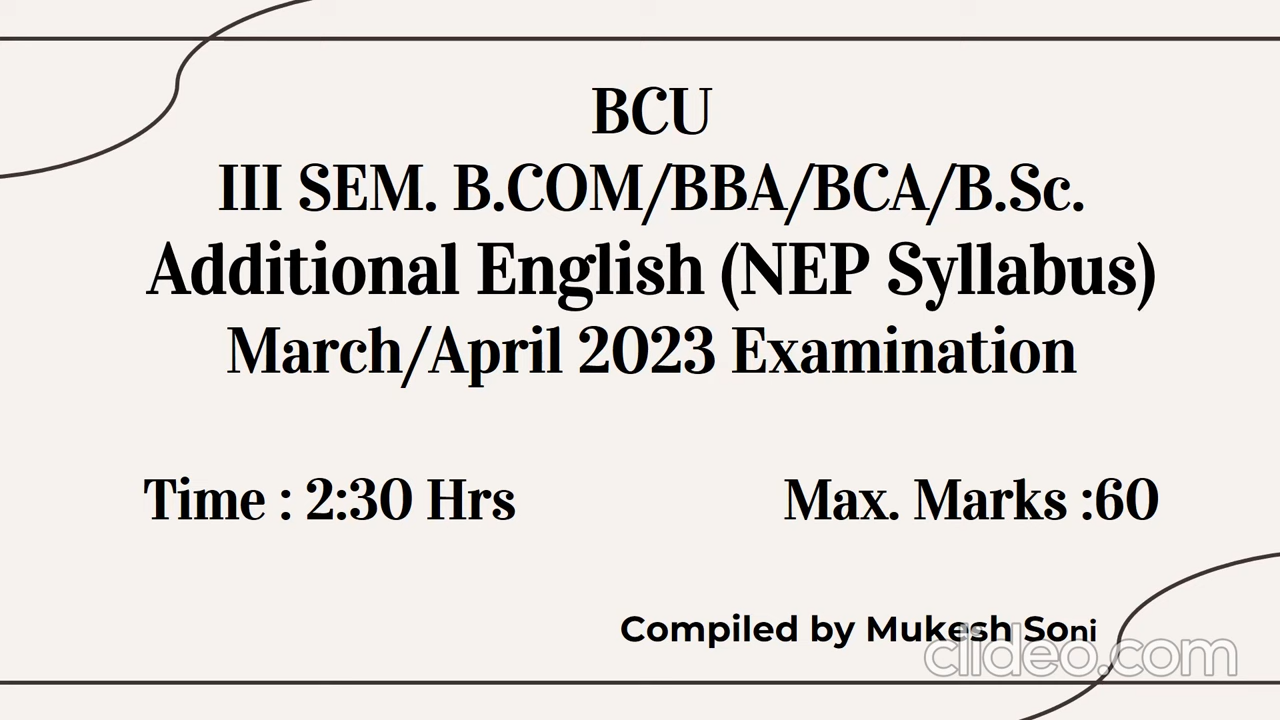 BCU
III SEM. B.COM/BBA/BCA/B.Sc.
Additional English (NEP Syllabus)
March/April 2023 Examination
Time : 2:30 Hrs Max. Marks :60
Compiled by Mukesh Soni
clideo.com